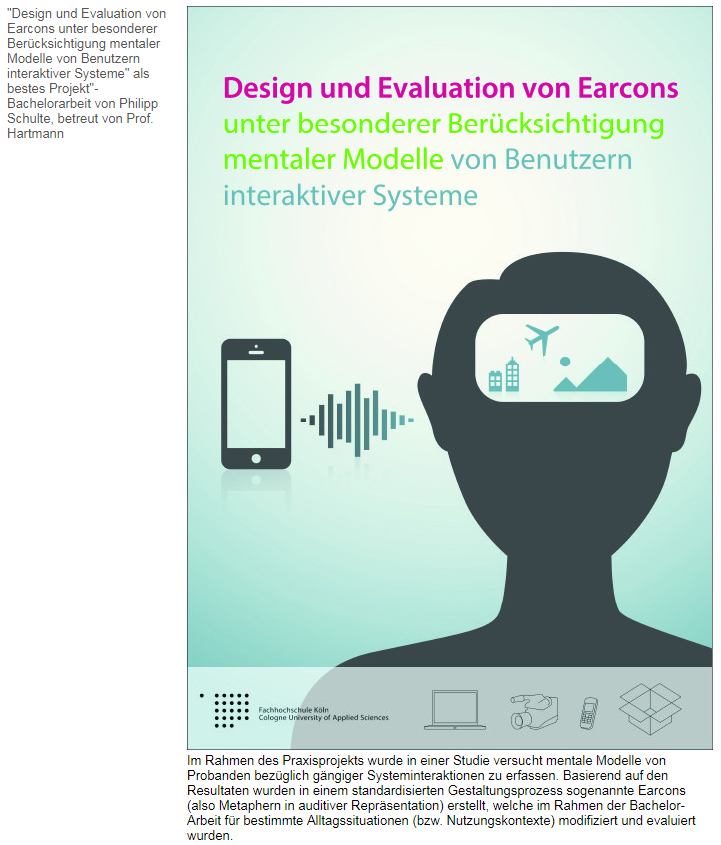 "Design und Evaluation von
Earcons unter besonderer
Berücksichtigung mentaler
Modelle von Benutzern
interaktiver Systeme" als
bestes Projekt"-
Bachelorarbeit von Philipp
Schulte, betreut von Prof.
Hartmann
Design und Evaluation von Earcons
unter besonderer Berücksichtigung
mentaler Modelle von Benutzern
interaktiver Systeme
Fachhochschule Köln
Cologne University of Applied Sciences
Im Rahmen des Praxisprojekts wurde in einer Studie versucht mentale Modelle von
Probanden bezüglich gängiger Systeminteraktionen zu erfassen. Basierend auf den
Resultaten wurden in einem standardisierten Gestaltungsprozess sogenannte Earcons
(also Metaphern in auditiver Repräsentation) erstellt, welche im Rahmen der Bachelor-
Arbeit für bestimmte Alltagssituationen (bzw. Nutzungskontexte) modifiziert und evaluiert
wurden.